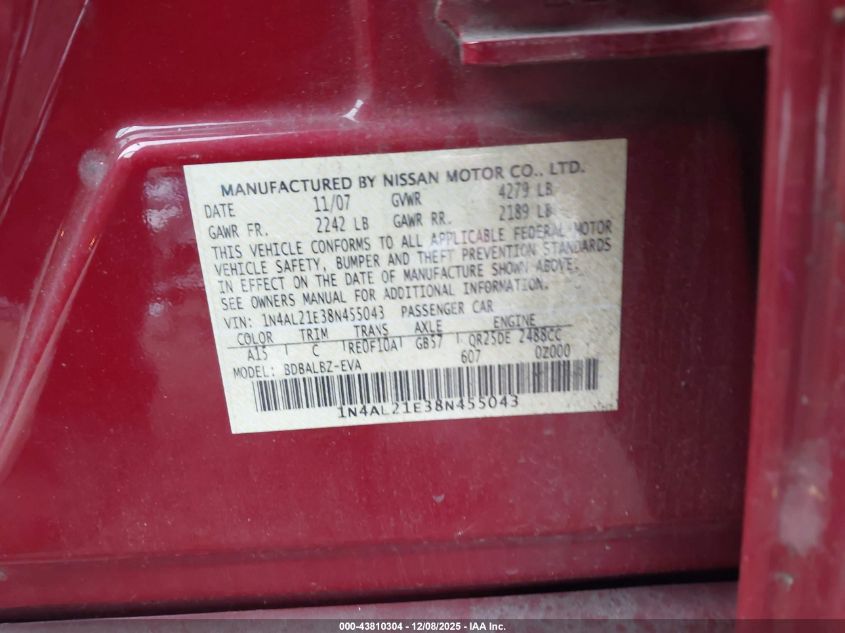 MANUFACTURED BY NISSAN MOTOR CO., LTD.
DATE 11/07 GVWR 4279 LB
GAWR FR. 2242 LB GAWR RR. 2189 LB
THIS VEHICLE CONFORMS TO ALL APPLICABLE FEDERAL MOTOR
VEHICLE SAFETY, BUMPER AND THEFT PREVENTION STANDARDS
IN EFFECT ON THE DATE OF MANUFACTURE SHOWN ABOVE.
SEE OWNERS MANUAL FOR ADDITIONAL INFORMATION.
VIN: 1N4AL21E38N455043 PASSENGER CAR
COLOR TRIM TRANS AXLE ENGINE
A15 C RE0F10A GB57 QR25DE 2488CC
607 0Z000
MODEL: BDBALBZ-EVA
1N4AL21E38N455043
000-43810304 | 12/08/2025 - IAA Inc.